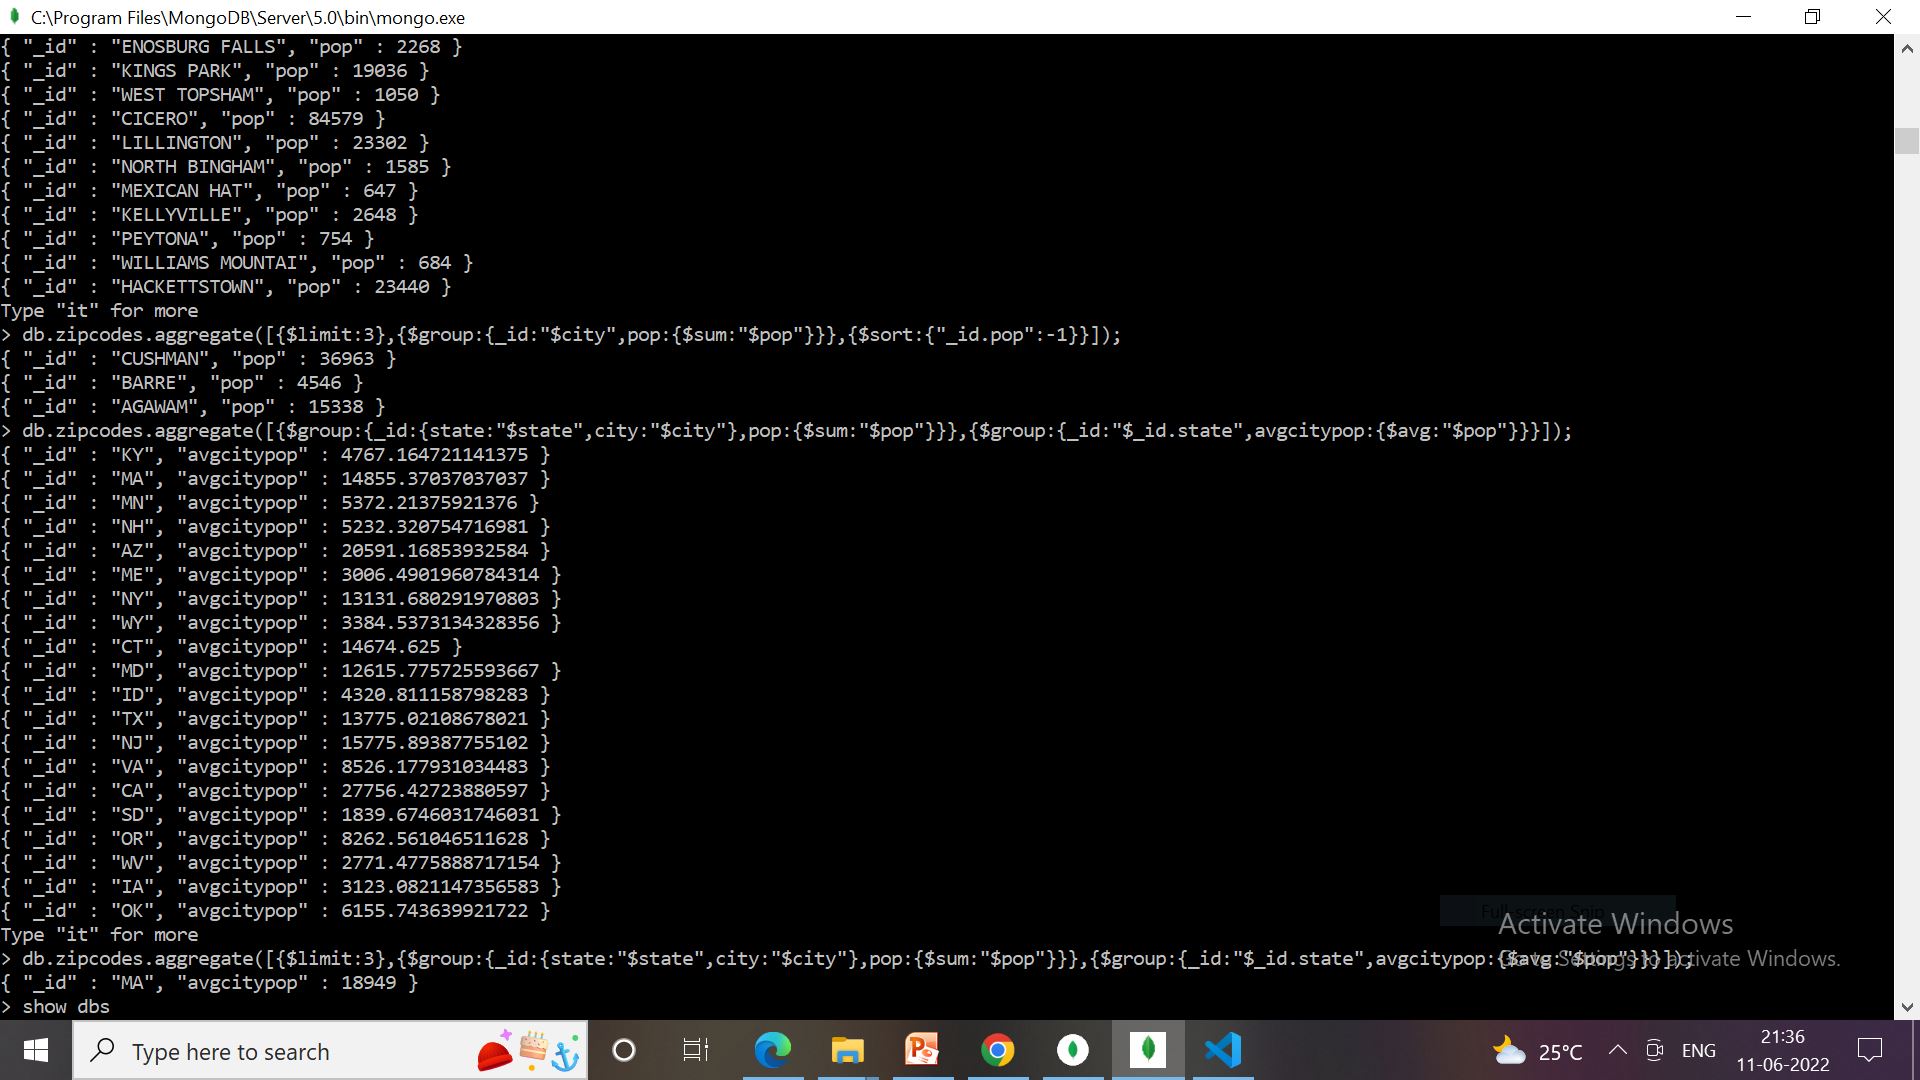 C:\Program Files\MongoDB\Server\5.0\bin\mongo.exe
{ "_id" : "ENOSBURG FALLS", "pop" : 2268 }
{ "_id" : "KINGS PARK", "pop" : 19036 }
{ "_id" : "WEST TOPSHAM", "pop" : 1050 }
{ "_id" : "CICERO", "pop" : 84579 }
{ "_id" : "LILLINGTON", "pop" : 23302 }
{ "_id" : "NORTH BINGHAM", "pop" : 1585 }
{ "_id" : "MEXICAN HAT", "pop" : 647 }
{ "_id" : "KELLYVILLE", "pop" : 2648 }
{ "_id" : "PEYTONA", "pop" : 754 }
{ "_id" : "WILLIAMS MOUNTAI", "pop" : 684 }
{ "_id" : "HACKETTSTOWN", "pop" : 23440 }
Type "it" for more
> db.zipcodes.aggregate([{$limit:3},{$group:{_id:"$city",pop:{$sum:"$pop"}}},{$sort:{"_id.pop":-1}}]);
{ "_id" : "CUSHMAN", "pop" : 36963 }
{ "_id" : "BARRE", "pop" : 4546 }
{ "_id" : "AGAWAM", "pop" : 15338 }
> db.zipcodes.aggregate([{$group:{_id:{state:"$state",city:"$city"},pop:{$sum:"$pop"}}},{$group:{_id:"$_id.state",avgcitypop:{$avg:"$pop"}}}]);
{ "_id" : "KY", "avgcitypop" : 4767.164721141375 }
{ "_id" : "MA", "avgcitypop" : 14855.37037037037 }
{ "_id" : "MN", "avgcitypop" : 5372.21375921376 }
{ "_id" : "NH", "avgcitypop" : 5232.320754716981 }
{ "_id" : "AZ", "avgcitypop" : 20591.16853932584 }
{ "_id" : "ME", "avgcitypop" : 3006.4901960784314 }
{ "_id" : "NY", "avgcitypop" : 13131.680291970803 }
{ "_id" : "WY", "avgcitypop" : 3384.5373134328356 }
{ "_id" : "CT", "avgcitypop" : 14674.625 }
{ "_id" : "MD", "avgcitypop" : 12615.775725593667 }
{ "_id" : "ID", "avgcitypop" : 4320.811158798283 }
{ "_id" : "TX", "avgcitypop" : 13775.02108678021 }
{ "_id" : "NJ", "avgcitypop" : 15775.89387755102 }
{ "_id" : "VA", "avgcitypop" : 8526.177931034483 }
{ "_id" : "CA", "avgcitypop" : 27756.42723880597 }
{ "_id" : "SD", "avgcitypop" : 1839.6746031746031 }
{ "_id" : "OR", "avgcitypop" : 8262.561046511628 }
{ "_id" : "WV", "avgcitypop" : 2771.4775888717154 }
{ "_id" : "IA", "avgcitypop" : 3123.0821147356583 }
{ "_id" : "OK", "avgcitypop" : 6155.743639921722 }
Type "it" for more
> db.zipcodes.aggregate([{$limit:3},{$group:{_id:{state:"$state",city:"$city"},pop:{$sum:"$pop"}}},{$group:{_id:"$_id.state",avgcitypop:{$avg:"$pop"}}}]);
{ "_id" : "MA", "avgcitypop" : 18949 }
> show dbs
Full-screen Snip
Activate Windows
Go to Settings to activate Windows.
Type here to search
25°C
ENG
21:36
11-06-2022